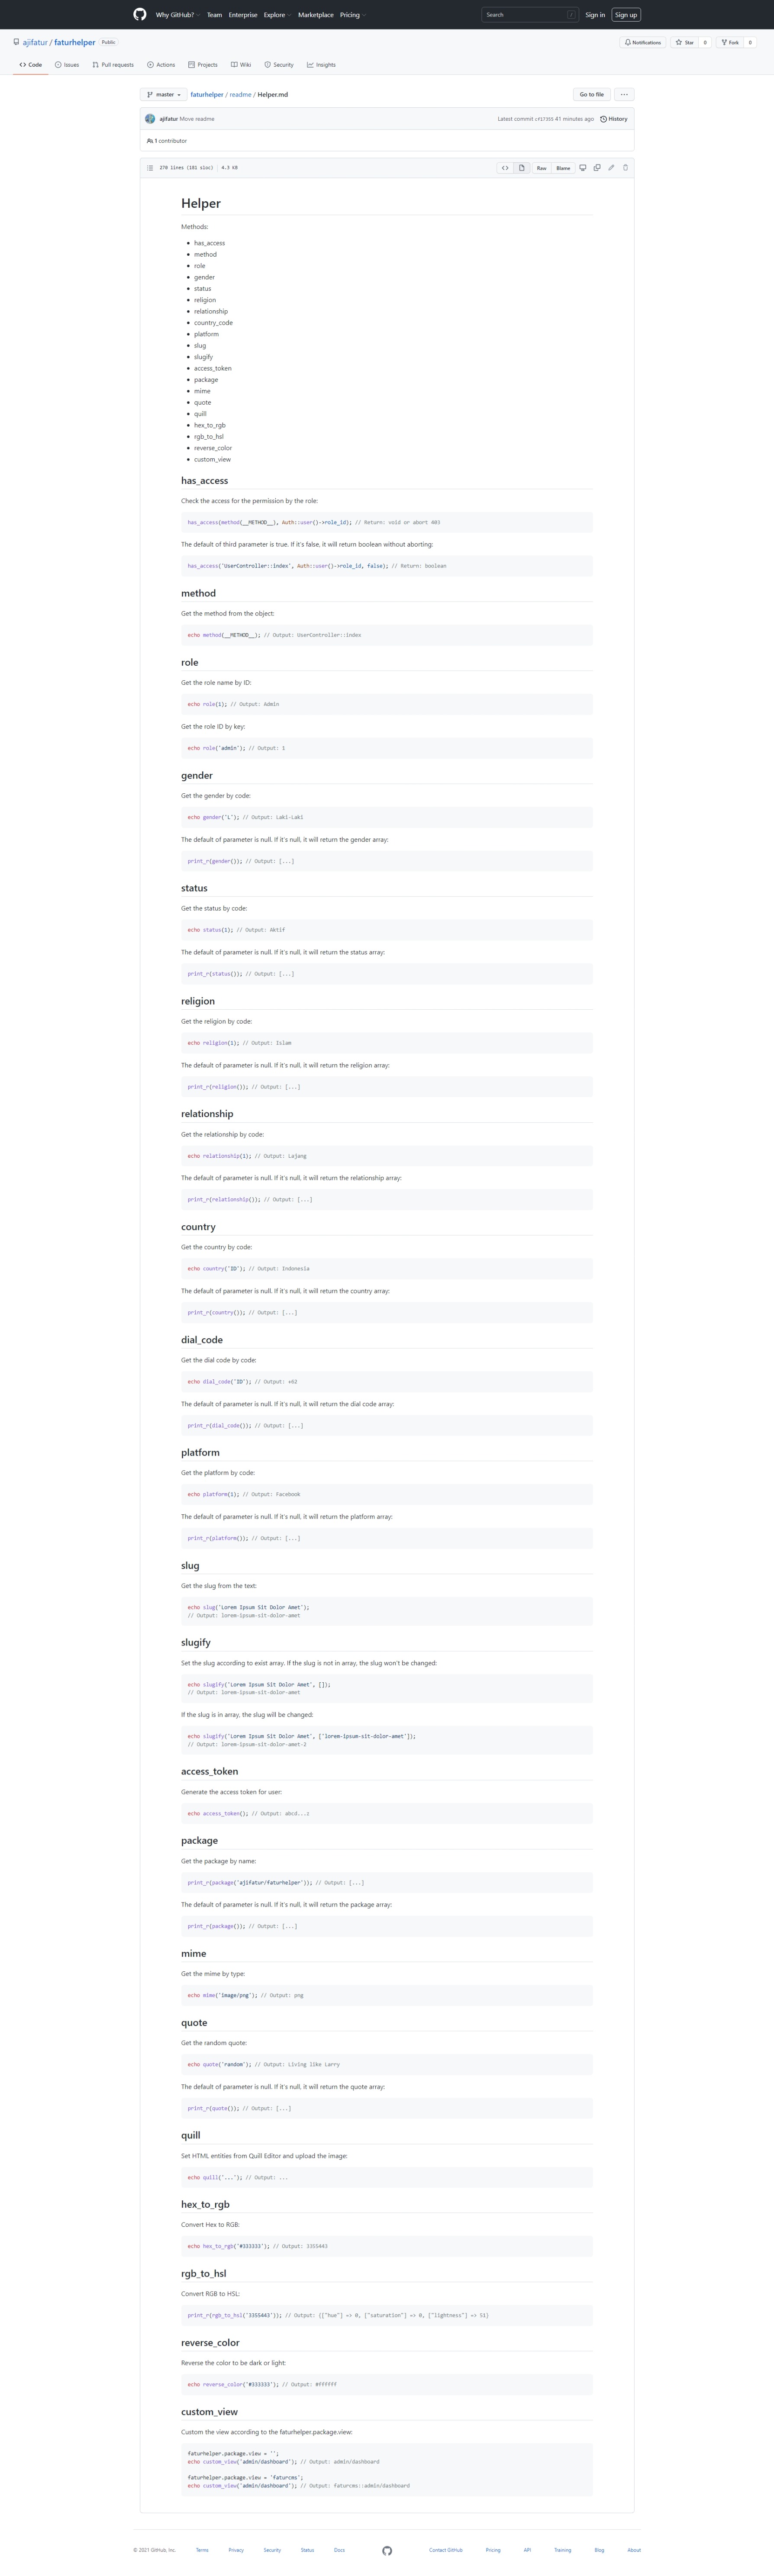 Why GitHub? Team Enterprise Explore Marketplace Pricing Search / Sign in Sign up
ajifatur / faturhelper Public Notifications Star 0 Fork 0
Code Issues Pull requests Actions Projects Wiki Security Insights
master faturhelper / readme / Helper.md Go to file ...
ajifatur Move readme Latest commit 41 minutes ago History
1 contributor
270 lines (181 sloc) 4.3 KB Raw Blame
Helper
Methods:
has_access
method
role
gender
status
religion
relationship
country_code
platform
slug
slugify
access_token
package
mime
quote
quill
hex_to_rgb
rgb_to_hsl
reverse_color
custom_view
has_access
Check the access for the permission by the role:
has_access(method(__METHOD__), Auth::user()->role_id); // Return: void or abort 403
The default of third parameter is true. If it's false, it will return boolean without aborting:
has_access('UserController::index', Auth::user()->role_id, false); // Return: boolean
method
Get the method from the object:
echo method(__METHOD__); // Output: UserController::index
role
Get the role name by ID:
echo role(1); // Output: Admin
Get the role ID by key:
echo role('admin'); // Output: 1
gender
Get the gender by code:
echo gender('L'); // Output: Laki-Laki
The default of parameter is null. If it's null, it will return the gender array:
print_r(gender()); // Output: [...]
status
Get the status by code:
echo status(1); // Output: Aktif
The default of parameter is null. If it's null, it will return the status array:
print_r(status()); // Output: [...]
religion
Get the religion by code:
echo religion(1); // Output: Islam
The default of parameter is null. If it's null, it will return the religion array:
print_r(religion()); // Output: [...]
relationship
Get the relationship by code:
echo relationship(1); // Output: Lajang
The default of parameter is null. If it's null, it will return the relationship array:
print_r(relationship()); // Output: [...]
country
Get the country by code:
echo country('ID'); // Output: Indonesia
The default of parameter is null. If it's null, it will return the country array:
print_r(country()); // Output: [...]
dial_code
Get the dial code by code:
echo dial_code('ID'); // Output: +62
The default of parameter is null. If it's null, it will return the dial code array:
print_r(dial_code()); // Output: [...]
platform
Get the platform by code:
echo platform(1); // Output: Facebook
The default of parameter is null. If it's null, it will return the platform array:
print_r(platform()); // Output: [...]
slug
Get the slug from the text:
echo slug('Lorem Ipsum Sit Dolor Amet');
// Output: lorem-ipsum-sit-dolor-amet
slugify
Set the slug according to exist array. If the slug is not in array, the slug won't be changed:
echo slugify('Lorem Ipsum Sit Dolor Amet', []);
// Output: lorem-ipsum-sit-dolor-amet
If the slug is in array, the slug will be changed:
echo slugify('Lorem Ipsum Sit Dolor Amet', ['lorem-ipsum-sit-dolor-amet']);
// Output: lorem-ipsum-sit-dolor-amet-2
access_token
Generate the access token for user:
echo access_token(); // Output: abcd...z
package
Get the package by name:
print_r(package('ajifatur/faturhelper')); // Output: [...]
The default of parameter is null. If it's null, it will return the package array:
print_r(package()); // Output: [...]
mime
Get the mime by type:
echo mime('image/png'); // Output: png
quote
Get the random quote:
echo quote('random'); // Output: Living like Larry
The default of parameter is null. If it's null, it will return the quote array:
print_r(quote()); // Output: [...]
quill
Set HTML entities from Quill Editor and upload the image:
echo quill('...'); // Output: ...
hex_to_rgb
Convert Hex to RGB:
echo hex_to_rgb('#333333'); // Output: 3355443
rgb_to_hsl
Convert RGB to HSL:
print_r(rgb_to_hsl('3355443')); // Output: {["hue"] => 0, ["saturation"] => 0, ["lightness"] => 51}
reverse_color
Reverse the color to be dark or light:
echo reverse_color('#333333'); // Output: #ffffff
custom_view
Custom the view according to the faturhelper.package.view:
faturhelper.package.view = '';
echo custom_view('admin/dashboard'); // Output: admin/dashboard
faturhelper.package.view = 'faturcms';
echo custom_view('admin/dashboard'); // Output: faturcms::admin/dashboard
© 2021 GitHub, Inc. Terms Privacy Security Status Docs Contact GitHub Pricing API Training Blog About